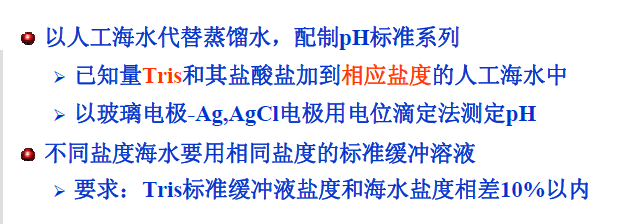 以人工海水代替蒸馏水，配制pH标准系列
已知量Tris和其盐酸盐加到相应盐度的人工海水中
以玻璃电极-Ag,AgCl电极用电位滴定法测定pH
不同盐度海水要用相同盐度的标准缓冲溶液
要求：Tris标准缓冲液盐度和海水盐度相差10%以内